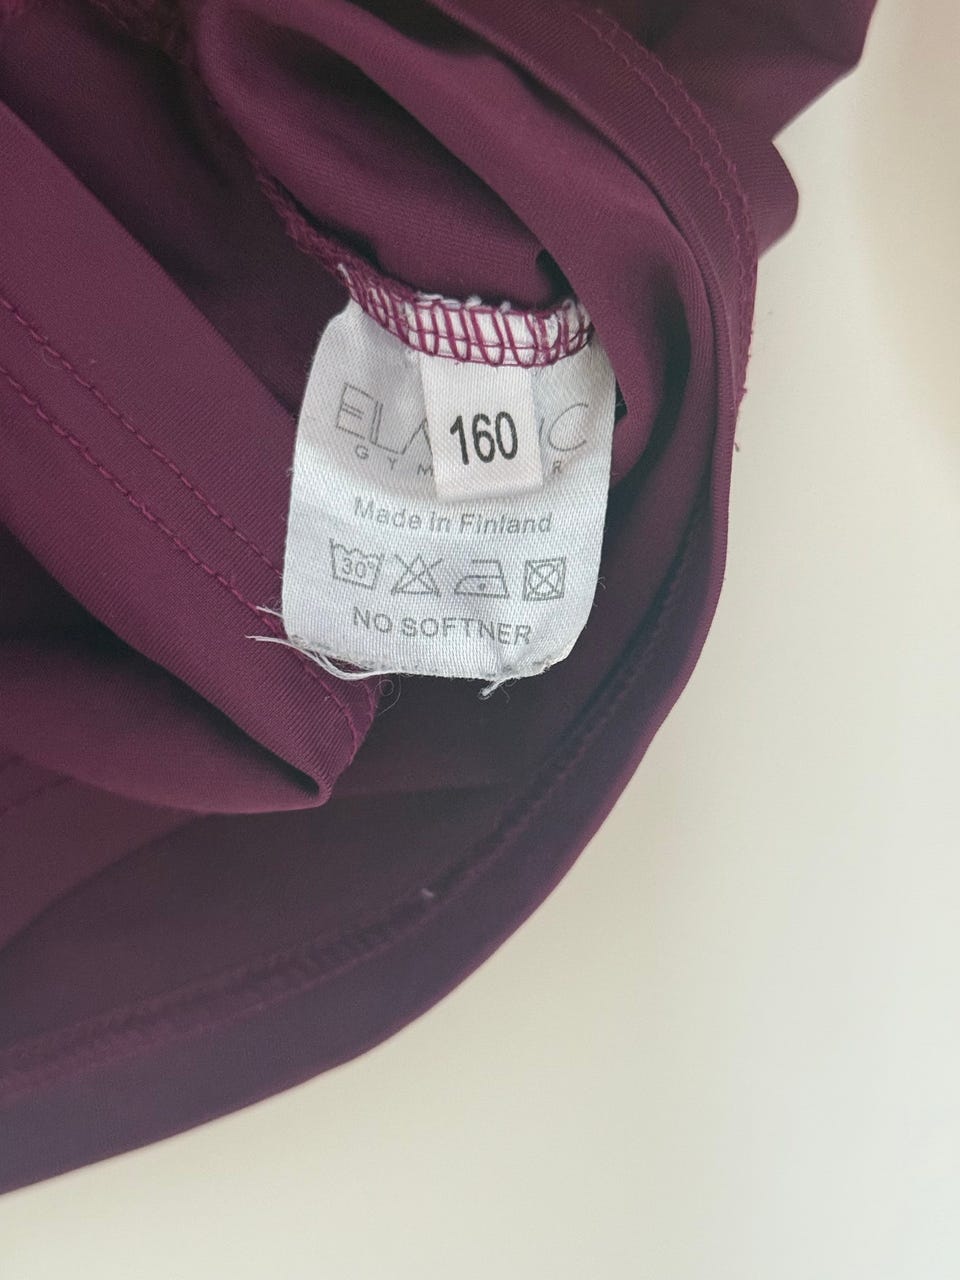 160
Made in Finland
30°
NO SOFTNER